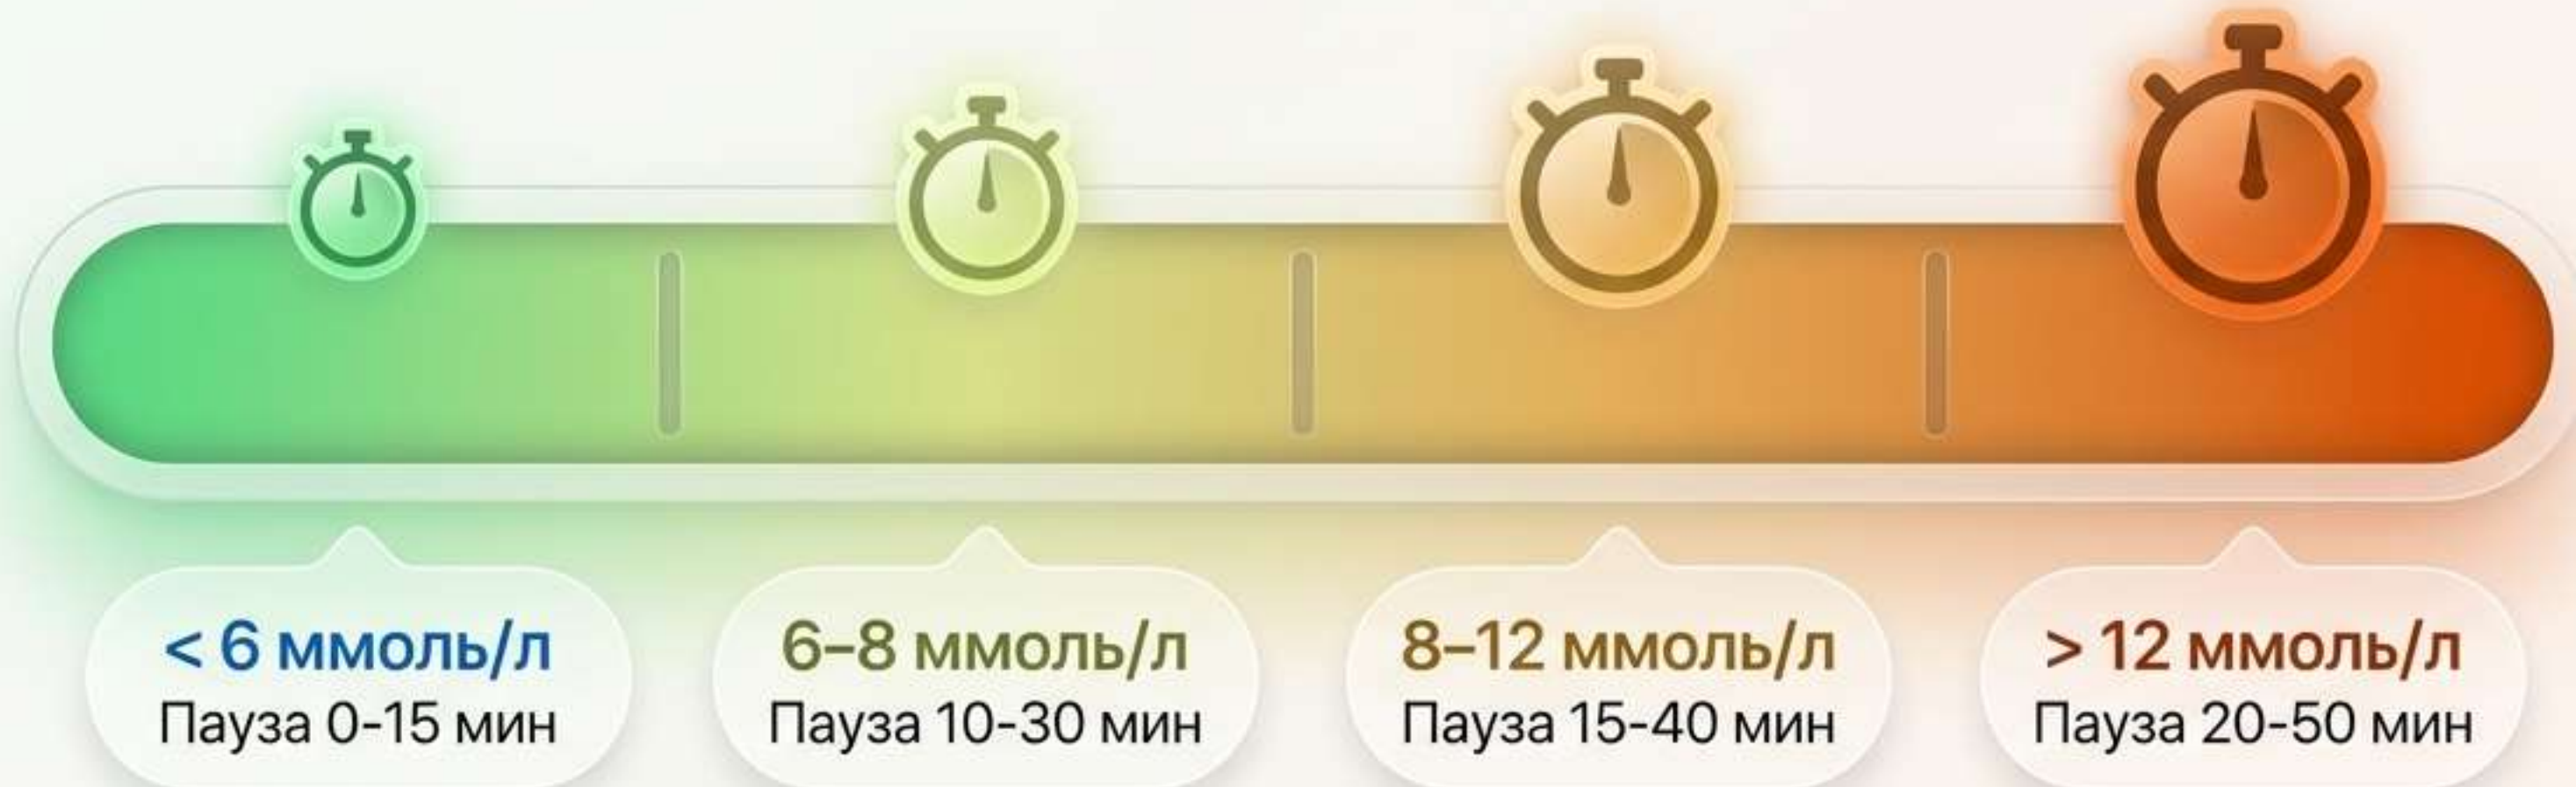 < 6 ммоль/л
Пауза 0-15 мин
6–8 ммоль/л
Пауза 10-30 мин
8–12 ммоль/л
Пауза 15-40 мин
> 12 ммоль/л
Пауза 20-50 мин